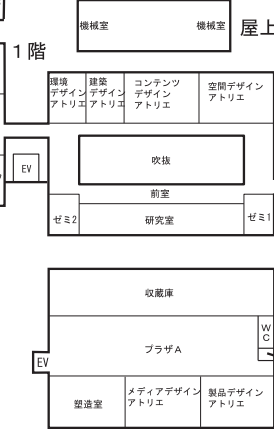 機械室
機械室
屋上
1階
環境
デザイン
アトリエ
建築
デザイン
アトリエ
コンテンツ
デザイン
アトリエ
空間デザイン
アトリエ
吹抜
EV
前室
ゼミ2
研究室
ゼミ1
収蔵庫
プラザA
WC
EV
塑造室
メディアデザイン
アトリエ
製品デザイン
アトリエ